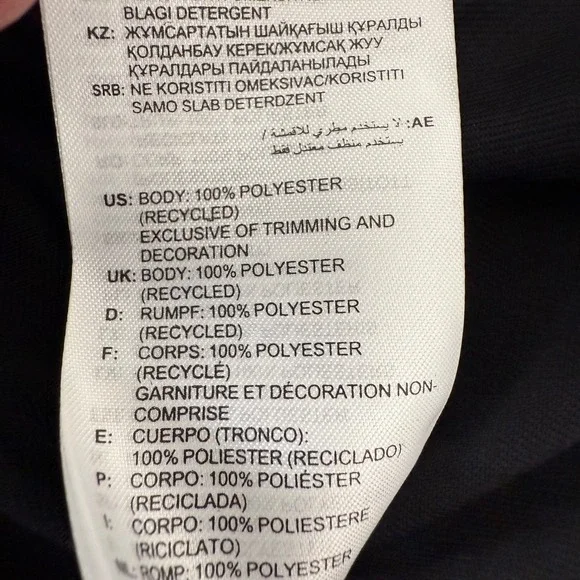 BLAGI DETERGENT
KZ: ЖҰМСАРТАТЫН ШАЙҚАҒЫШ ҚҰРАЛДЫ
ҚОЛДАНБАУ КЕРЕК/ЖҰМСАҚ ЖУУ
ҚҰРАЛДАРЫ ПАЙДАЛАНЫЛАДЫ
SRB: NE KORISTITI OMEKSIVAC/KORISTITI
SAMO SLAB DETERDZENT
AE: لا يستخدم مطري للاقمشة /
يستخدم منظف معتدل فقط
US: BODY: 100% POLYESTER
(RECYCLED)
EXCLUSIVE OF TRIMMING AND
DECORATION
UK: BODY: 100% POLYESTER
(RECYCLED)
D: RUMPF: 100% POLYESTER
(RECYCLED)
F: CORPS: 100% POLYESTER
(RECYCLÉ)
GARNITURE ET DÉCORATION NON-
COMPRISE
E: CUERPO (TRONCO):
100% POLIESTER (RECICLADO)
P: CORPO: 100% POLIÉSTER
(RECICLADA)
I: CORPO: 100% POLIESTERE
(RICICLATO)
NL: ROMP: 100% POLYESTER